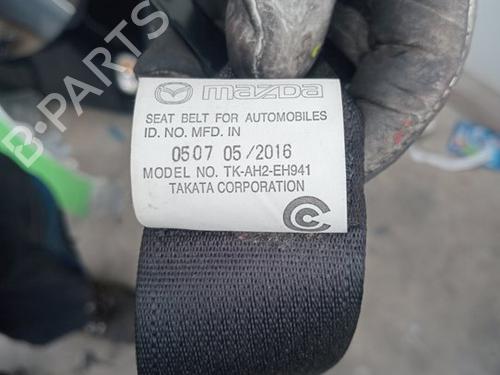 mazda
SEAT BELT FOR AUTOMOBILES
ID. NO. MFD. IN
0507 05/2016
MODEL NO. TK-AH2-EH941
TAKATA CORPORATION
B-PARTS